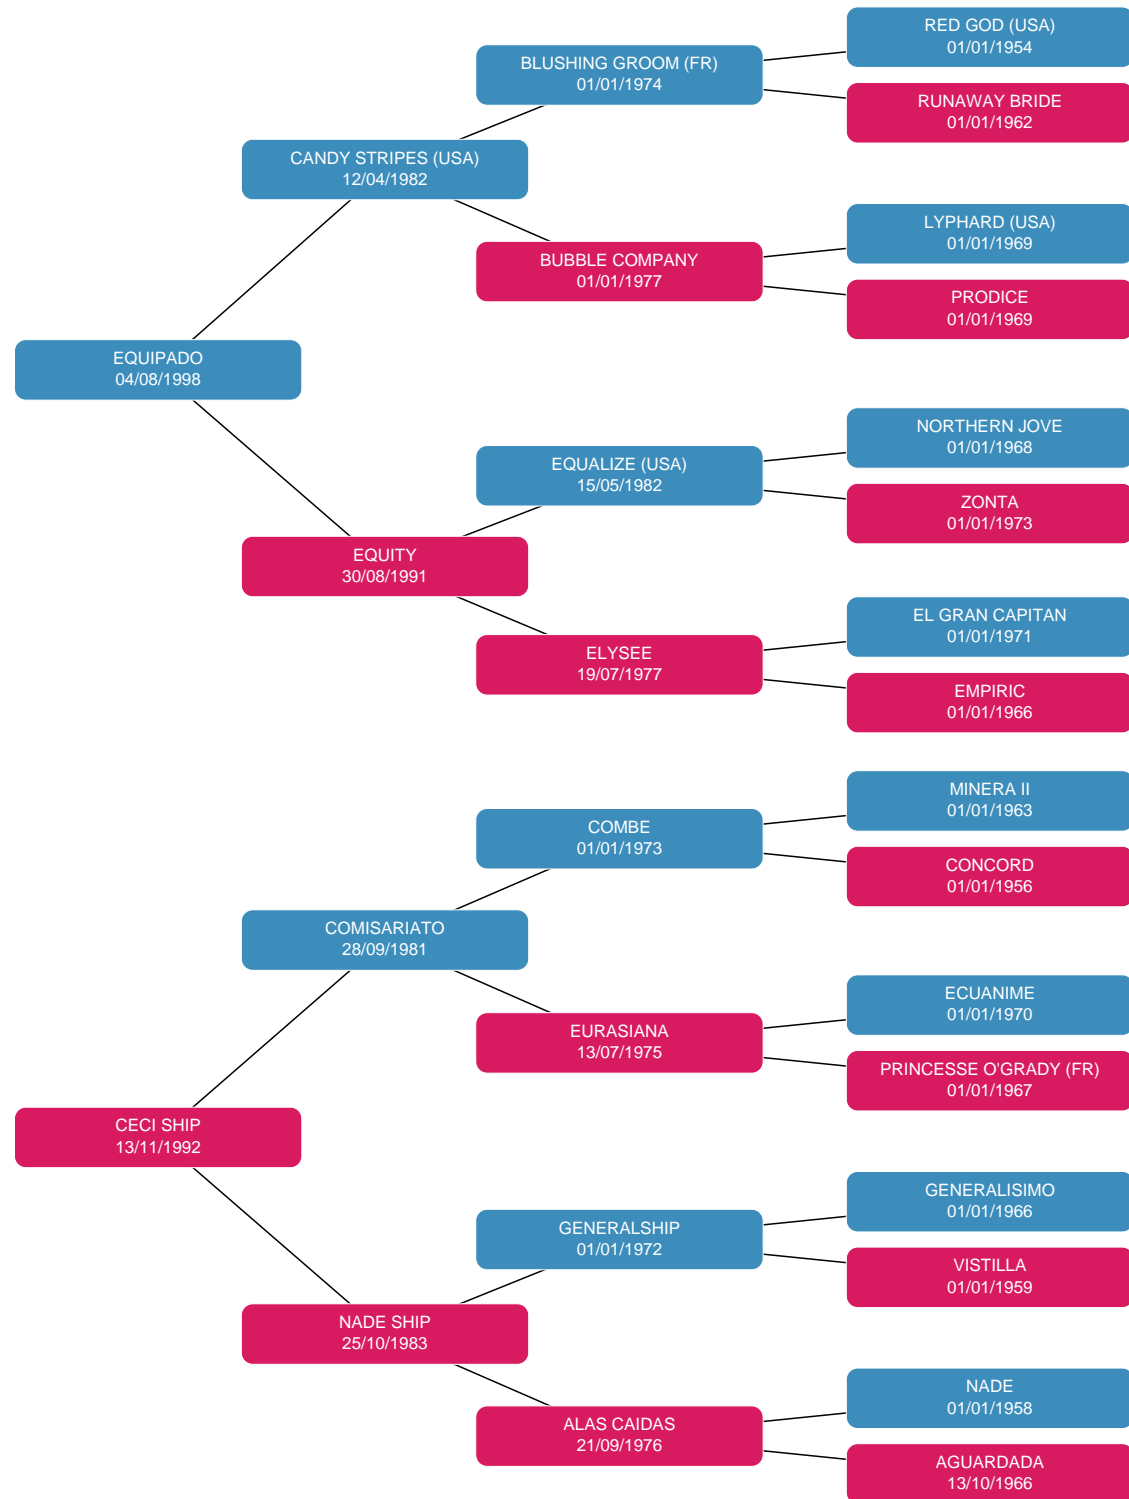 RED GOD (USA)
01/01/1954
BLUSHING GROOM (FR)
01/01/1974
RUNAWAY BRIDE
01/01/1962
CANDY STRIPES (USA)
12/04/1982
LYPHARD (USA)
01/01/1969
BUBBLE COMPANY
01/01/1977
PRODICE
01/01/1969
EQUIPADO
04/08/1998
NORTHERN JOVE
01/01/1968
EQUALIZE (USA)
15/05/1982
ZONTA
01/01/1973
EQUITY
30/08/1991
EL GRAN CAPITAN
01/01/1971
ELYSEE
19/07/1977
EMPIRIC
01/01/1966
MINERA II
01/01/1963
COMBE
01/01/1973
CONCORD
01/01/1956
COMISARIATO
28/09/1981
ECUANIME
01/01/1970
EURASIANA
13/07/1975
PRINCESSE O'GRADY (FR)
01/01/1967
CECI SHIP
13/11/1992
GENERALISIMO
01/01/1966
GENERALSHIP
01/01/1972
VISTILLA
01/01/1959
NADE SHIP
25/10/1983
NADE
01/01/1958
ALAS CAIDAS
21/09/1976
AGUARDADA
13/10/1966